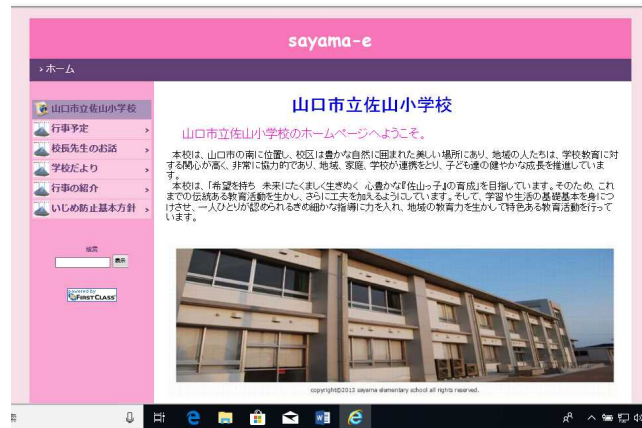 sayama-e
›ホーム
山口市立佐山小学校
行事予定 ›
校長先生のお話 ›
学校だより ›
行事の紹介 ›
いじめ防止基本方針 ›
検索
表示
powered by
FIRSTCLASS
山口市立佐山小学校
山口市立佐山小学校のホームページへようこそ。
本校は、山口市の南に位置し、校区は豊かな自然に囲まれた美しい場所にあり、地域の人たちは、学校教育に対
する関心が高く、非常に協力的であり、地域、家庭、学校が連携をとり、子ども達の健やかな成長を推進していま
す。
本校は、「希望を持ち 未来にたくましく生きぬく 心豊かな『佐山っ子』の育成」を目指しています。そのため、これ
までの伝統ある教育活動を生かし、さらに工夫を加えるようにしています。そして、学習や生活の基礎基本を身につ
けさせ、一人ひとりが認められるきめ細かな指導に力を入れ、地域の教育力を生かして特色ある教育活動を行って
います。
copyright@2013 sayama elementary school all rights reserved.